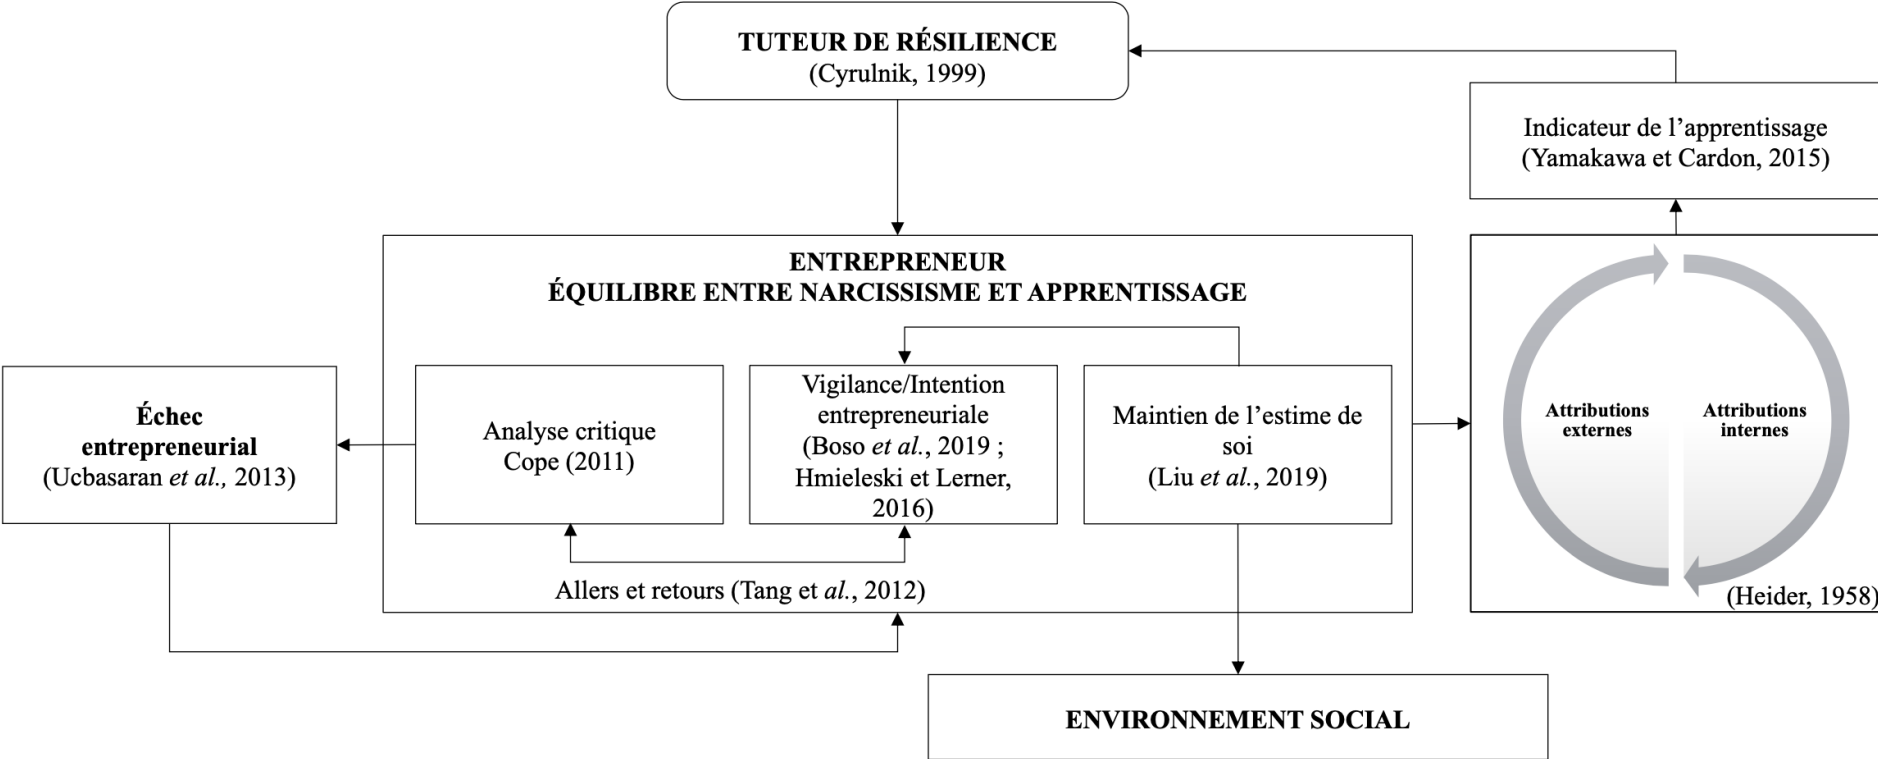 TUTEUR DE RÉSILIENCE
(Cyrulnik, 1999)
Indicateur de l’apprentissage
(Yamakawa et Cardon, 2015)
ENTREPRENEUR
ÉQUILIBRE ENTRE NARCISSISME ET APPRENTISSAGE
Échec
entrepreneurial
(Ucbasaran et al., 2013)
Analyse critique
Cope (2011)
Vigilance/Intention
entrepreneuriale
(Boso et al., 2019 ;
Hmieleski et Lerner,
2016)
Maintien de l’estime de
soi
(Liu et al., 2019)
Allers et retours (Tang et al., 2012)
Attributions
externes
Attributions
internes
(Heider, 1958)
ENVIRONNEMENT SOCIAL